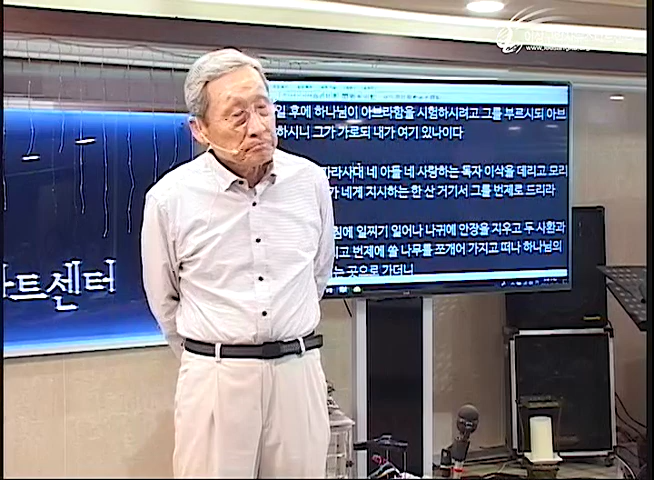 일 후에 하나님이 아브라함을 시험하시려고 그를 부르시되 아브
하시니 그가 가로되 내가 여기 있나이다
네 아들 네 사랑하는 독자 이삭을 데리고 모리
네게 지시하는 한 산 거기서 그를 번제로 드리라
침에 일찌기 일어나 나귀에 안장을 지우고 두 사환과
고 번제에 쓸 나무를 쪼개어 가지고 떠나 하나님의
는 곳으로 가더니
트센터